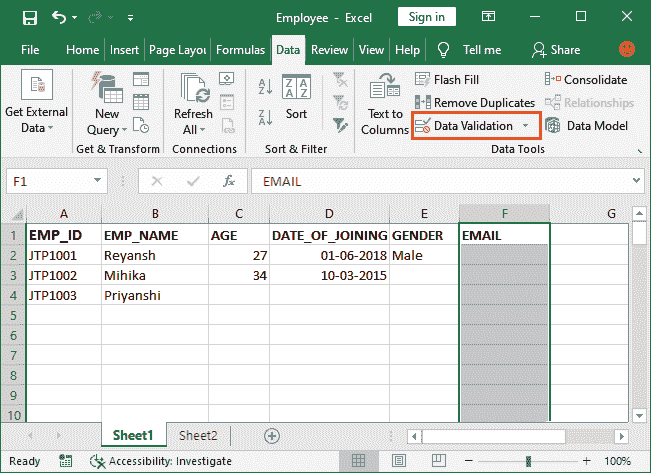 Employee - Excel
Sign in
File Home Insert Page Layou Formulas Data Review View Help Tell me Share
Get External Data
New Query
Refresh All
A Z
Z A
Z A
Sort
Text to Columns
Flash Fill
Remove Duplicates
Data Validation
Consolidate
Relationships
Data Model
Get & Transform Connections Sort & Filter Data Tools
F1 fx EMAIL
A B C D E F G
1 EMP_ID EMP_NAME AGE DATE_OF_JOINING GENDER EMAIL
2 JTP1001 Reyansh 27 01-06-2018 Male
3 JTP1002 Mihika 34 10-03-2015
4 JTP1003 Priyanshi
5
6
7
8
9
10
Sheet1 Sheet2
Ready Accessibility: Investigate 100%